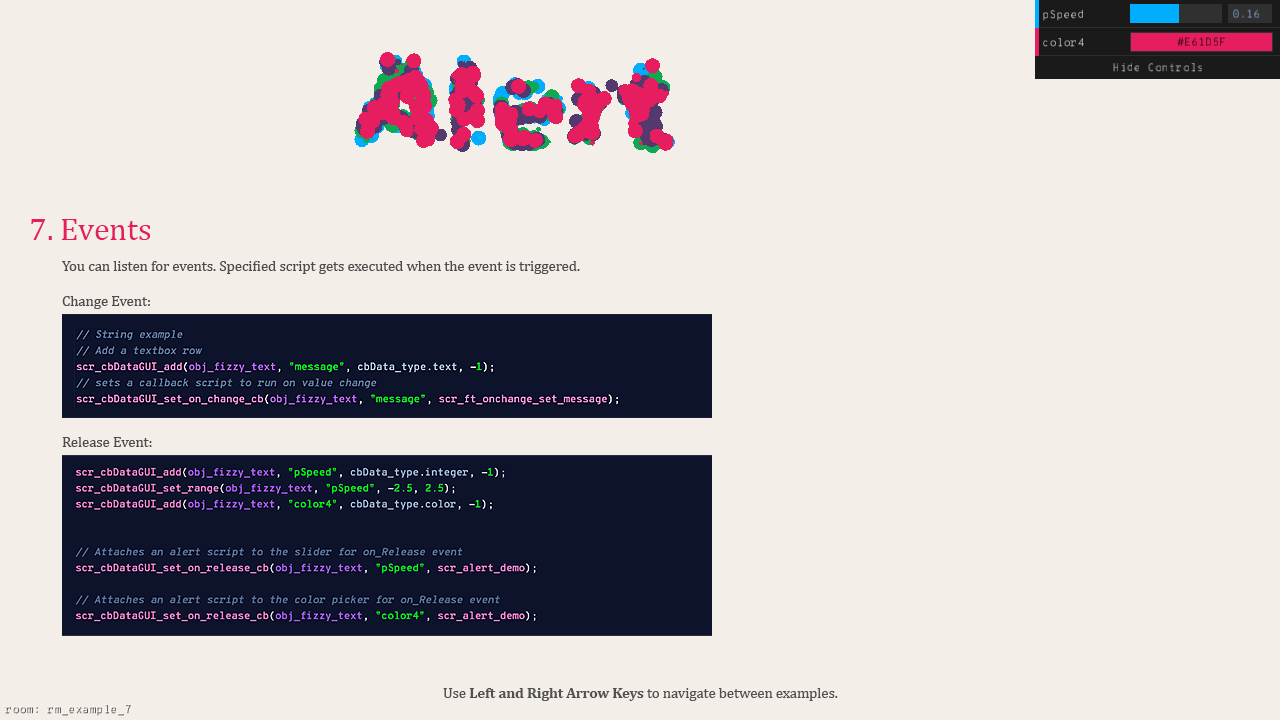 Alert
pSpeed 0.16
color4 #E61D5F
Hide Controls
7. Events
You can listen for events. Specified script gets executed when the event is triggered.
Change Event:
// String example
// Add a textbox row
scr_cbDataGUI_add(obj_fizzy_text, "message", cbData_type.text, -1);
// sets a callback script to run on value change
scr_cbDataGUI_set_on_change_cb(obj_fizzy_text, "message", scr_ft_onchange_set_message);
Release Event:
scr_cbDataGUI_add(obj_fizzy_text, "pSpeed", cbData_type.integer, -1);
scr_cbDataGUI_set_range(obj_fizzy_text, "pSpeed", -2.5, 2.5);
scr_cbDataGUI_add(obj_fizzy_text, "color4", cbData_type.color, -1);
// Attaches an alert script to the slider for on_Release event
scr_cbDataGUI_set_on_release_cb(obj_fizzy_text, "pSpeed", scr_alert_demo);
// Attaches an alert script to the color picker for on_Release event
scr_cbDataGUI_set_on_release_cb(obj_fizzy_text, "color4", scr_alert_demo);
Use Left and Right Arrow Keys to navigate between examples.
room: rm_example_7